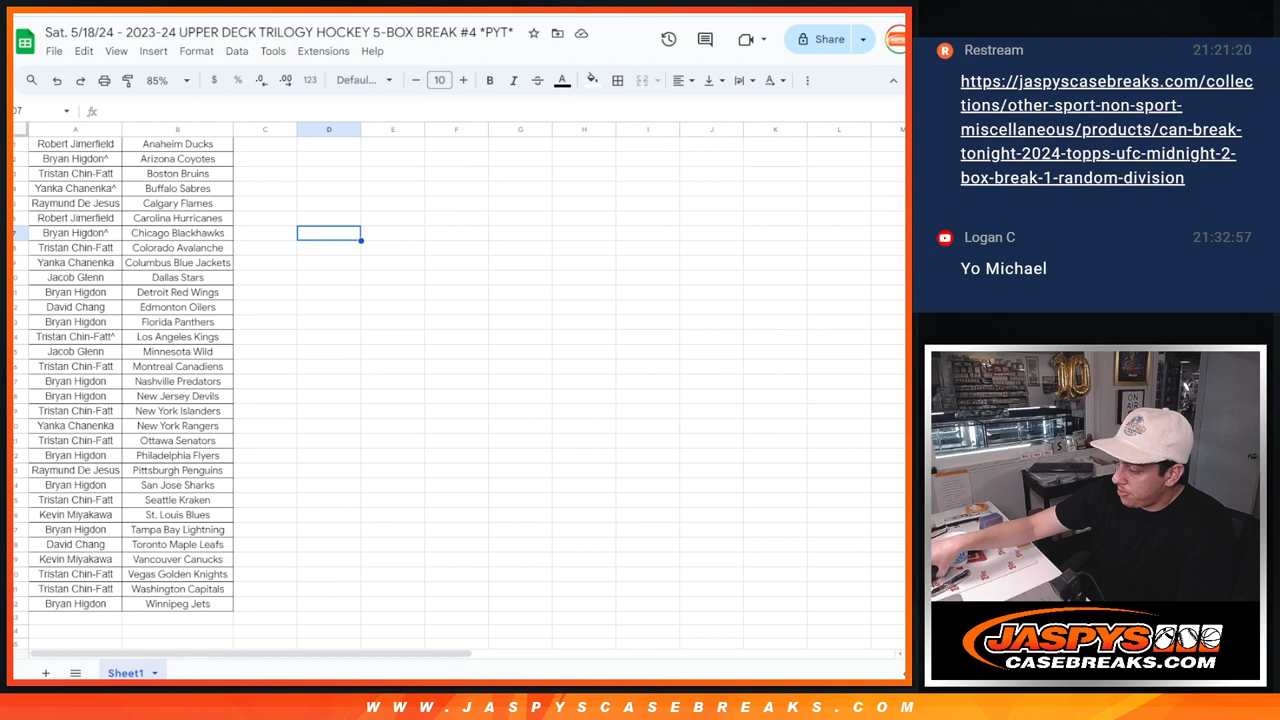 Sat. 5/18/24 - 2023-24 UPPER DECK TRILOGY HOCKEY 5-BOX BREAK #4 *PYT*
File Edit View Insert Format Data Tools Extensions Help
Share
85% $ % .0 .00 123 Defaul... 10 B I A
fx
A B C D E F G H I J K L M
Robert Jimerfield Anaheim Ducks
Bryan Higdon^ Arizona Coyotes
Tristan Chin-Fatt Boston Bruins
Yanka Chanenka^ Buffalo Sabres
Raymund De Jesus Calgary Flames
Robert Jimerfield Carolina Hurricanes
Bryan Higdon^ Chicago Blackhawks
Tristan Chin-Fatt Colorado Avalanche
Yanka Chanenka Columbus Blue Jackets
Jacob Glenn Dallas Stars
Bryan Higdon Detroit Red Wings
David Chang Edmonton Oilers
Bryan Higdon Florida Panthers
Tristan Chin-Fatt^ Los Angeles Kings
Jacob Glenn Minnesota Wild
Tristan Chin-Fatt Montreal Canadiens
Bryan Higdon Nashville Predators
Bryan Higdon New Jersey Devils
Tristan Chin-Fatt New York Islanders
Yanka Chanenka New York Rangers
Tristan Chin-Fatt Ottawa Senators
Bryan Higdon Philadelphia Flyers
Raymund De Jesus Pittsburgh Penguins
Bryan Higdon San Jose Sharks
Tristan Chin-Fatt Seattle Kraken
Kevin Miyakawa St. Louis Blues
Bryan Higdon Tampa Bay Lightning
David Chang Toronto Maple Leafs
Kevin Miyakawa Vancouver Canucks
Tristan Chin-Fatt Vegas Golden Knights
Tristan Chin-Fatt Washington Capitals
Bryan Higdon Winnipeg Jets
Sheet1
Restream 21:21:20
https://jaspyscasebreaks.com/collec
tions/other-sport-non-sport-
miscellaneous/products/can-break-
tonight-2024-topps-ufc-midnight-2-
box-break-1-random-division
Logan C 21:32:57
Yo Michael
10
ON
AIR
JASPYS
CASEBREAKS.COM
WWW.JASPYSCASEBREAKS.COM